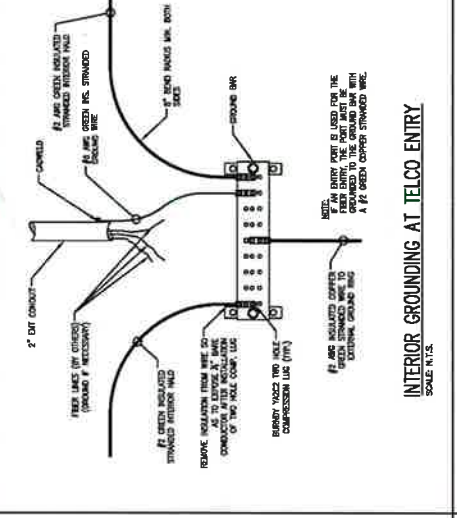 2" EMT CONDUIT
CADWELD
#2 AWG GREEN INSULATED
STRANDED INTERIOR HALO
#6 AWG GREEN INS. STRANDED
GROUND WIRE
8" BEND RADIUS MIN. BOTH
SIDES
GROUND BAR
FIBER LINES (BY OTHERS)
(GROUND IF NECESSARY)
#2 GREEN INSULATED
STRANDED INTERIOR HALO
REMOVE INSULATION FROM WIRE SO
AS TO EXPOSE BARE
CONDUCTOR AFTER INSTALLATION
OF TWO HOLE COMP. LUG
BURNDY YA2C2 TWO HOLE
COMPRESSION LUG (TYP.)
#2 AWG INSULATED COPPER
GREEN STRANDED WIRE TO
EXTERNAL GROUND RING
NOTE:
IF AN ENTRY PORT IS USED FOR THE
FIBER ENTRY, THE PORT MUST BE
GROUNDED TO THE GROUND BAR WITH
A #2 GREEN COPPER STRANDED WIRE.
INTERIOR GROUNDING AT TELCO ENTRY
SCALE: N.T.S.